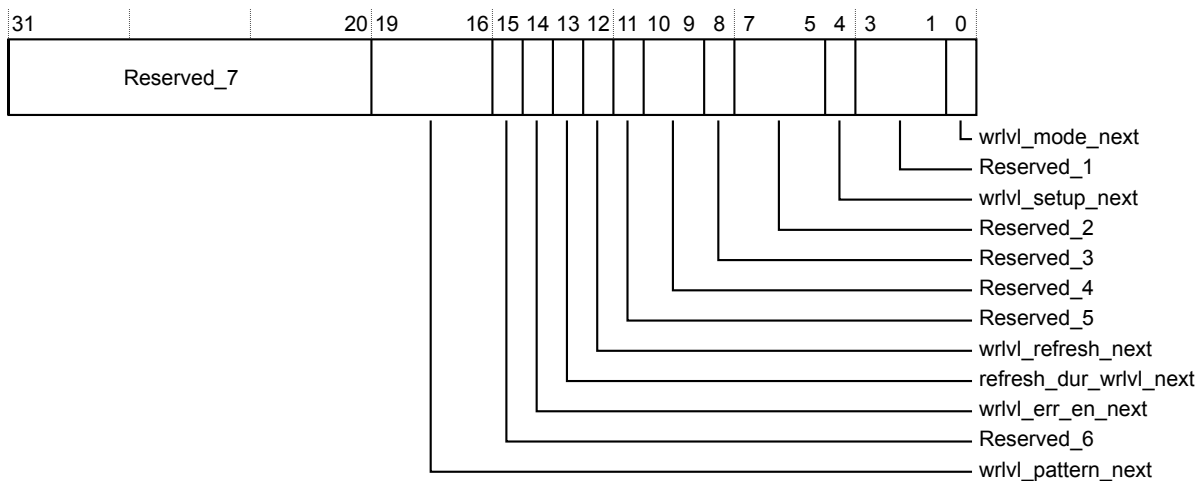 31 20 19 16 15 14 13 12 11 10 9 8 7 5 4 3 1 0
Reserved_7
wrlvl_mode_next
Reserved_1
wrlvl_setup_next
Reserved_2
Reserved_3
Reserved_4
Reserved_5
wrlvl_refresh_next
refresh_dur_wrlvl_next
wrlvl_err_en_next
Reserved_6
wrlvl_pattern_next